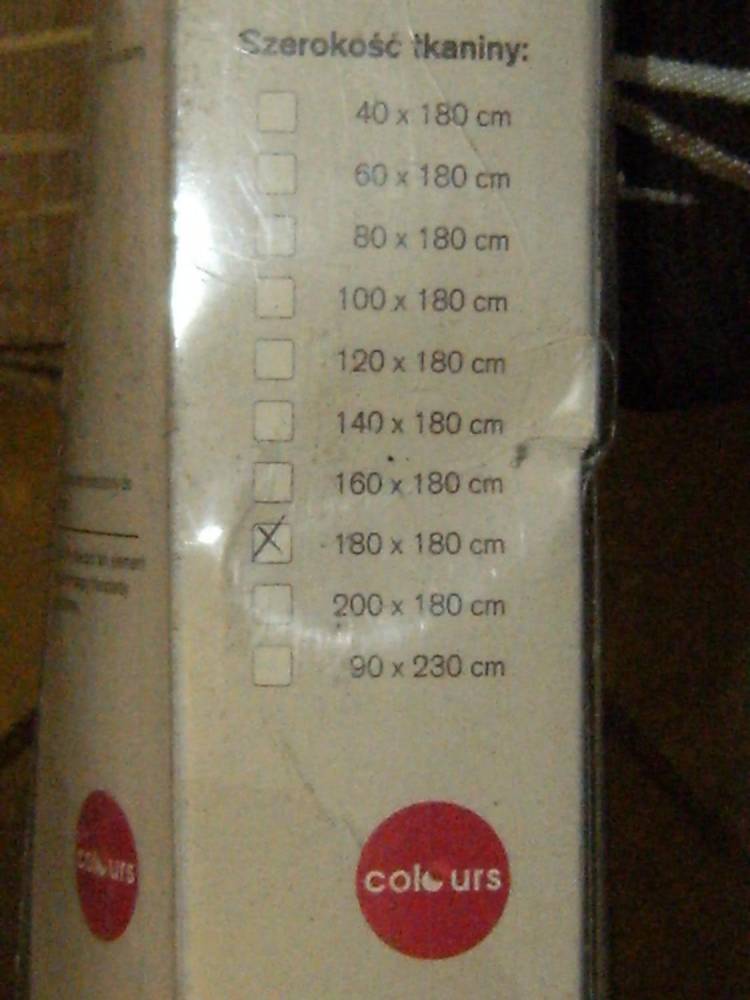 Szerokość tkaniny:
40 x 180 cm
60 x 180 cm
80 x 180 cm
100 x 180 cm
120 x 180 cm
140 x 180 cm
160 x 180 cm
180 x 180 cm
200 x 180 cm
90 x 230 cm
colours
colours